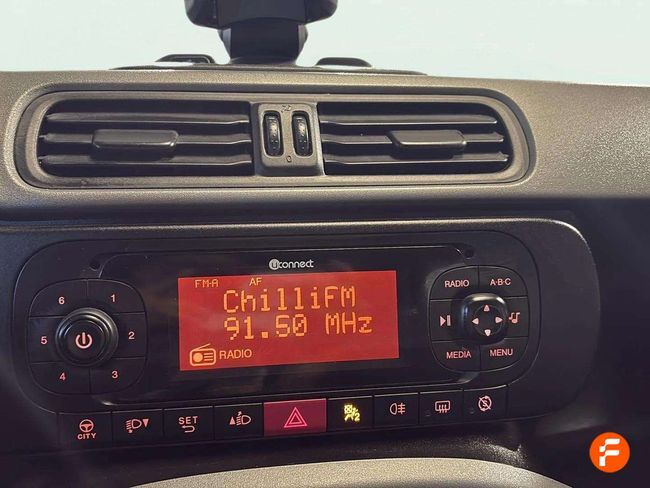 uconnect
FM-A AF
ChilliFM
91.50 MHz
RADIO
6 1
5 2
4 3
RADIO A·B·C
MEDIA MENU
CITY
SET